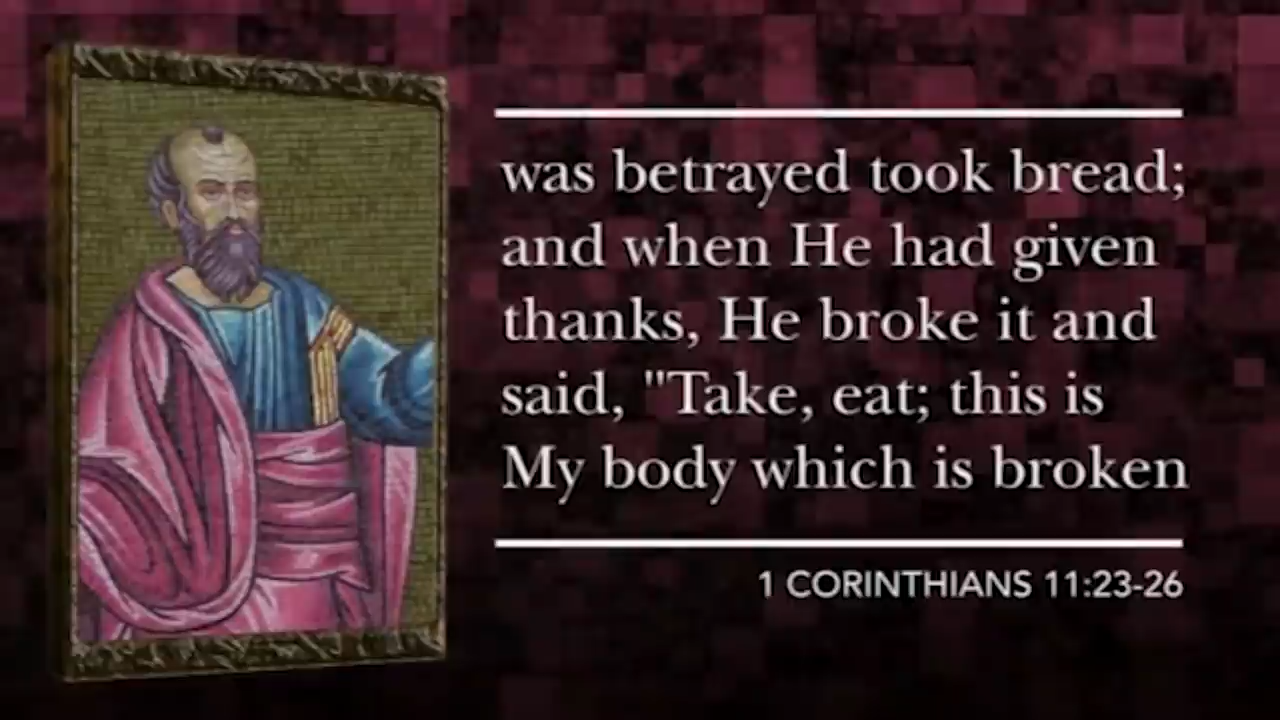 was betrayed took bread;
and when He had given
thanks, He broke it and
said, "Take, eat; this is
My body which is broken
1 CORINTHIANS 11:23-26